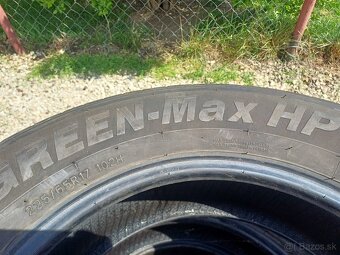 GREEN-Max HP
225/65R17 102H
bazos.sk